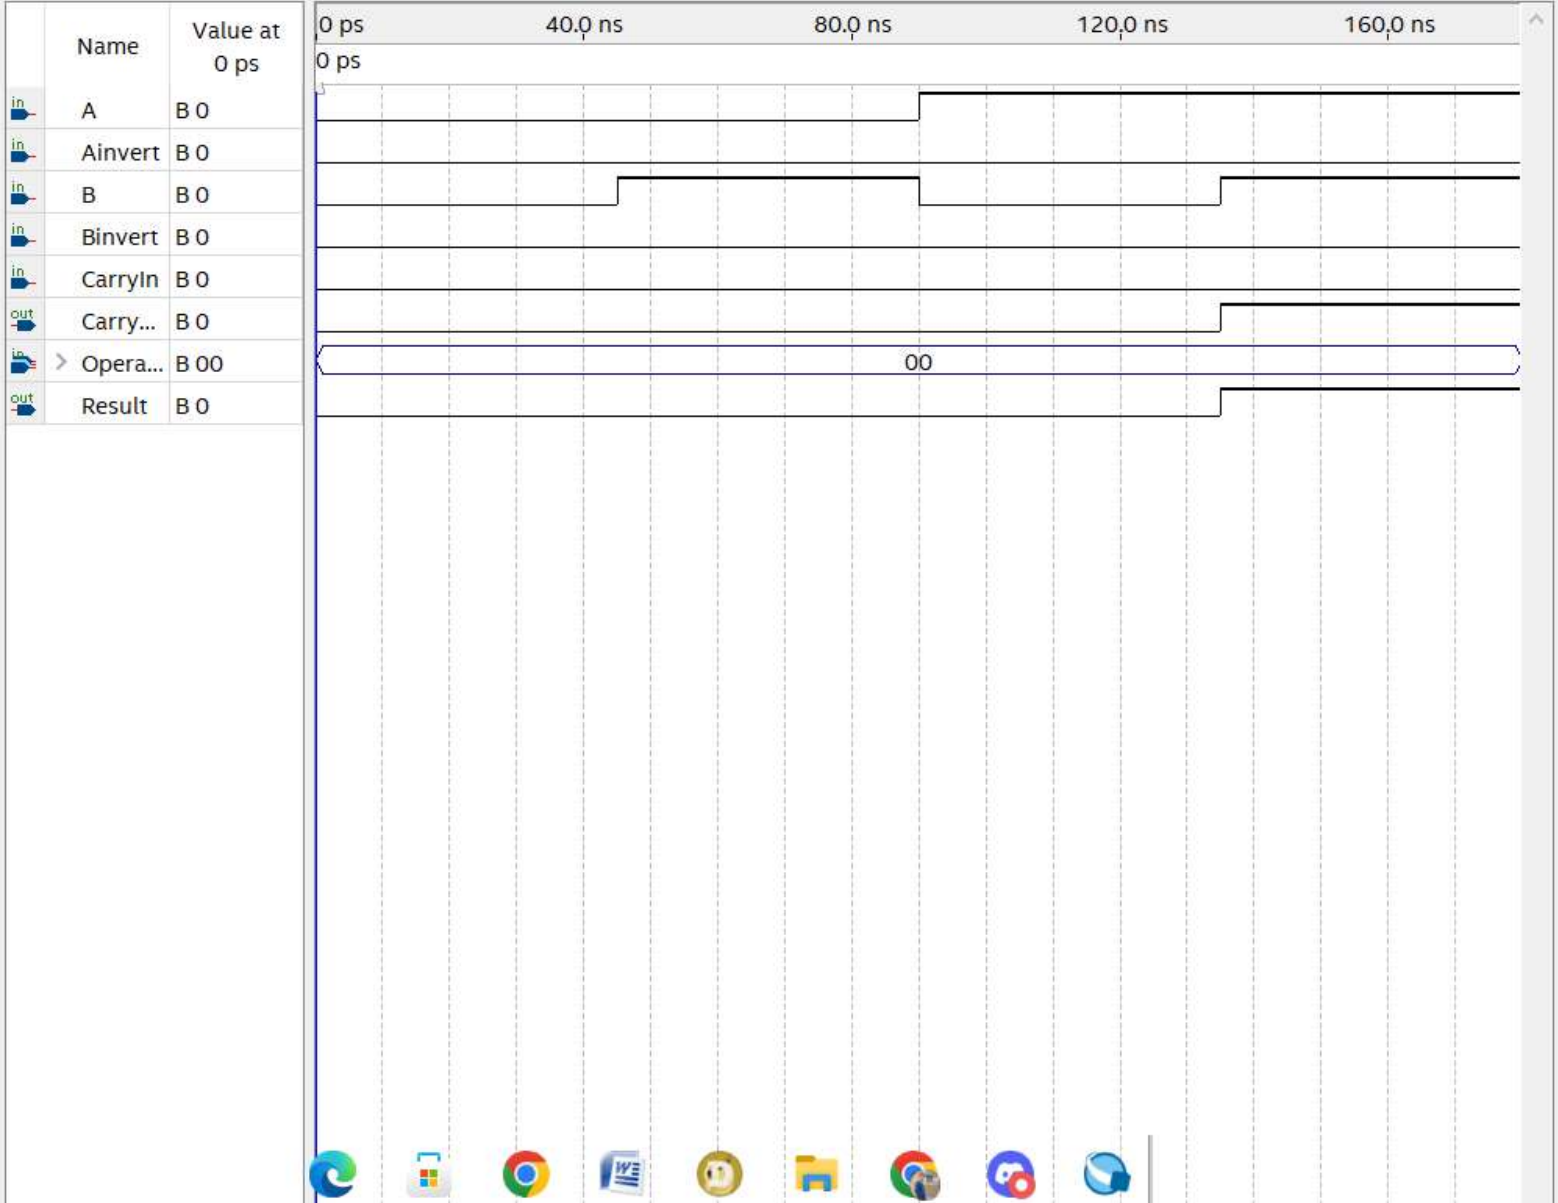 Name Value at 0 ps
0 ps 40.0 ns 80.0 ns 120.0 ns 160.0 ns
0 ps
in A B 0
in Ainvert B 0
in B B 0
in Binvert B 0
in CarryIn B 0
out Carry... B 0
in Opera... B 00 00
out Result B 0